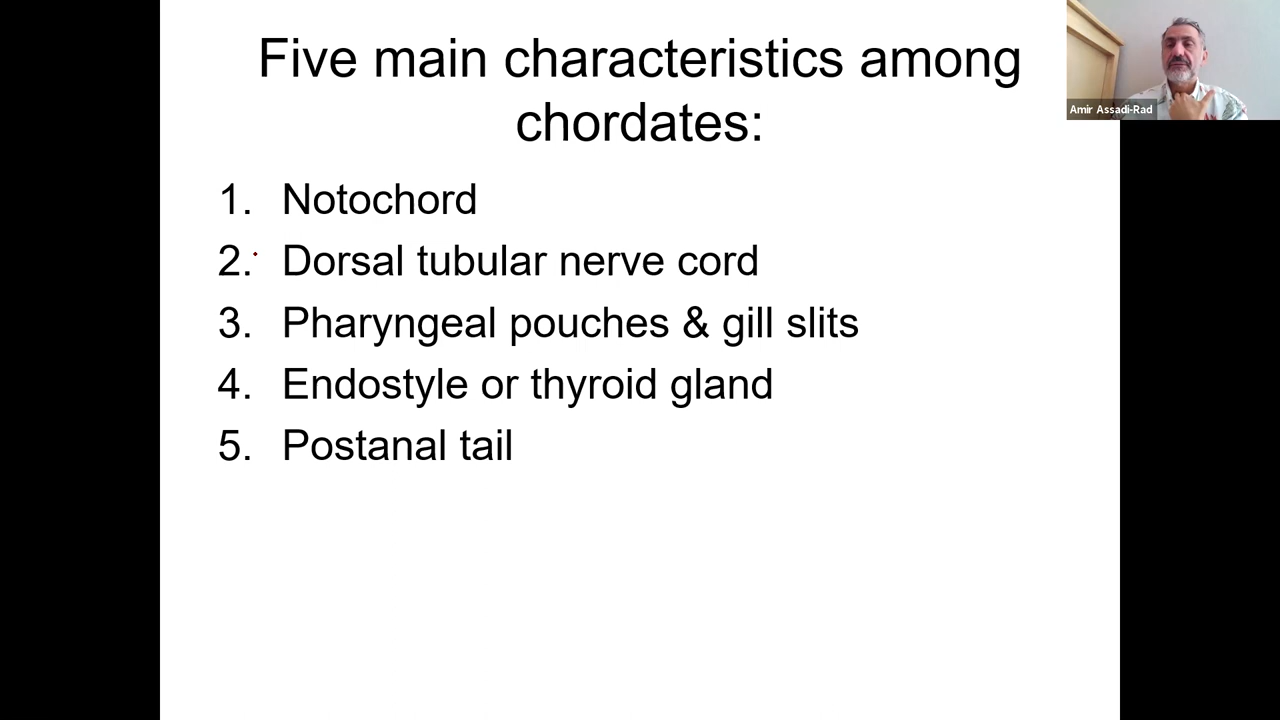 Five main characteristics among
chordates:
Amir Assadi-Rad
1. Notochord
2. Dorsal tubular nerve cord
3. Pharyngeal pouches & gill slits
4. Endostyle or thyroid gland
5. Postanal tail